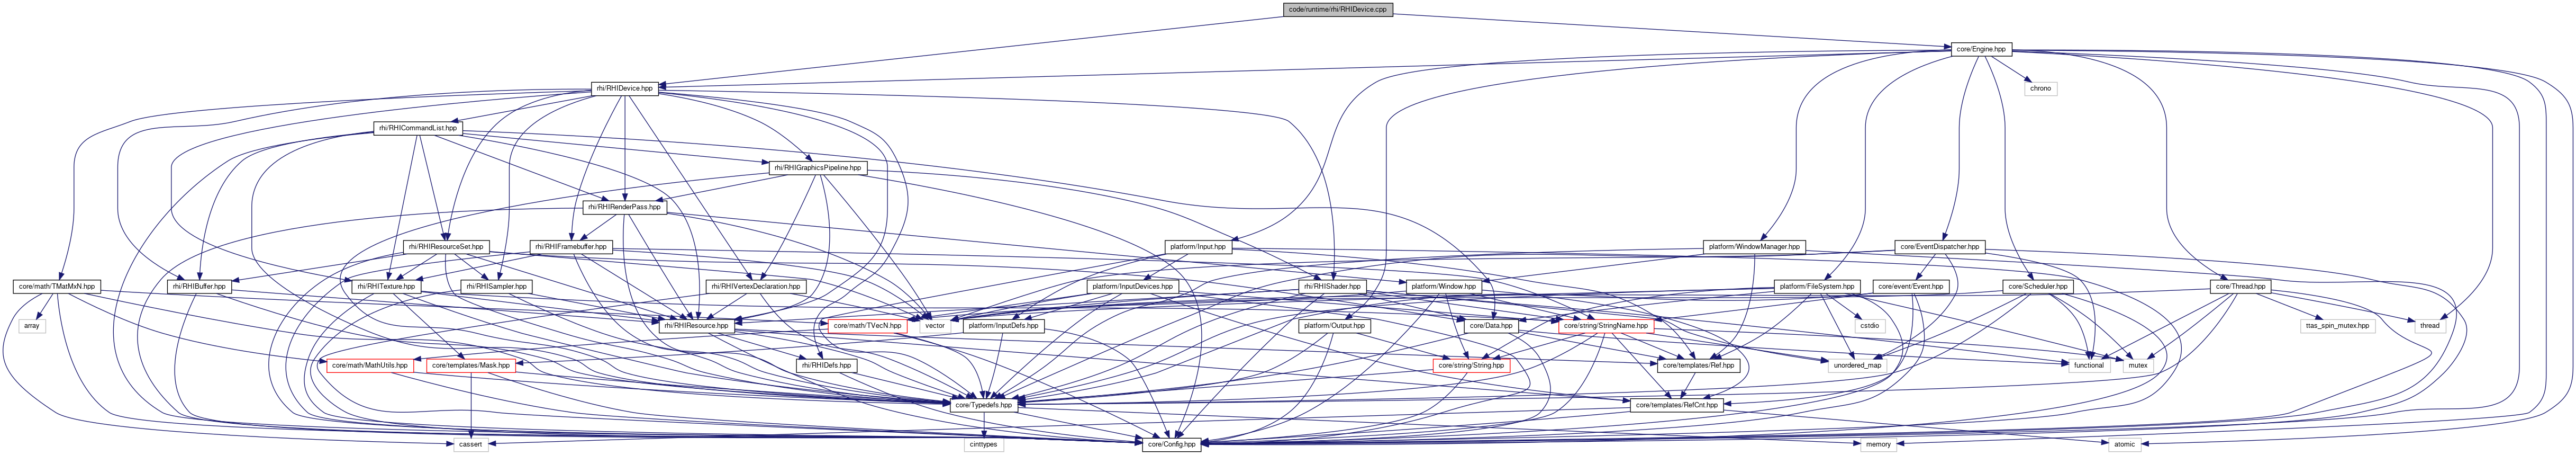 code/runtime/rhi/RHIDevice.cpp
core/Engine.hpp
rhi/RHIDevice.hpp
chrono
rhi/RHICommandList.hpp
rhi/RHIGraphicsPipeline.hpp
rhi/RHIRenderPass.hpp
rhi/RHIResourceSet.hpp
rhi/RHIFramebuffer.hpp
platform/Input.hpp
platform/WindowManager.hpp
core/EventDispatcher.hpp
core/math/TMatMxN.hpp
rhi/RHIBuffer.hpp
rhi/RHITexture.hpp
rhi/RHISampler.hpp
rhi/RHIVertexDeclaration.hpp
platform/InputDevices.hpp
rhi/RHIShader.hpp
platform/Window.hpp
platform/FileSystem.hpp
core/event/Event.hpp
core/Scheduler.hpp
core/Thread.hpp
array
rhi/RHIResource.hpp
core/math/TVecN.hpp
vector
platform/InputDefs.hpp
platform/Output.hpp
core/Data.hpp
core/string/StringName.hpp
cstdio
ttas_spin_mutex.hpp
thread
core/math/MathUtils.hpp
core/templates/Mask.hpp
rhi/RHIDefs.hpp
core/string/String.hpp
core/templates/Ref.hpp
unordered_map
functional
mutex
core/Typedefs.hpp
core/templates/RefCnt.hpp
cassert
cinttypes
core/Config.hpp
memory
atomic